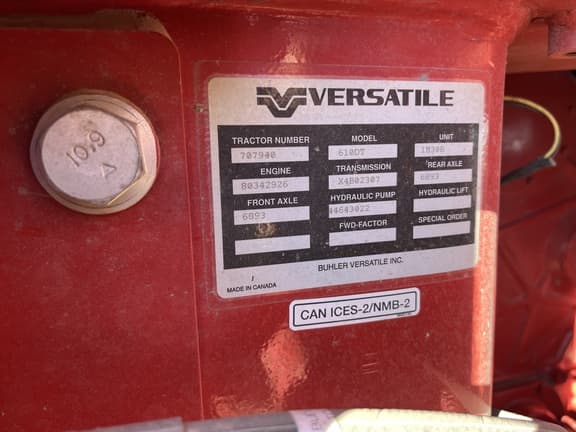 10.9
VERSATILE
TRACTOR NUMBER MODEL UNIT
707940 610DT
ENGINE TRANSMISSION REAR AXLE
80342926 X4B02307 6893
FRONT AXLE HYDRAULIC PUMP HYDRAULIC LIFT
6893 44643022
FWD-FACTOR SPECIAL ORDER
BUHLER VERSATILE INC.
MADE IN CANADA
CAN ICES-2/NMB-2